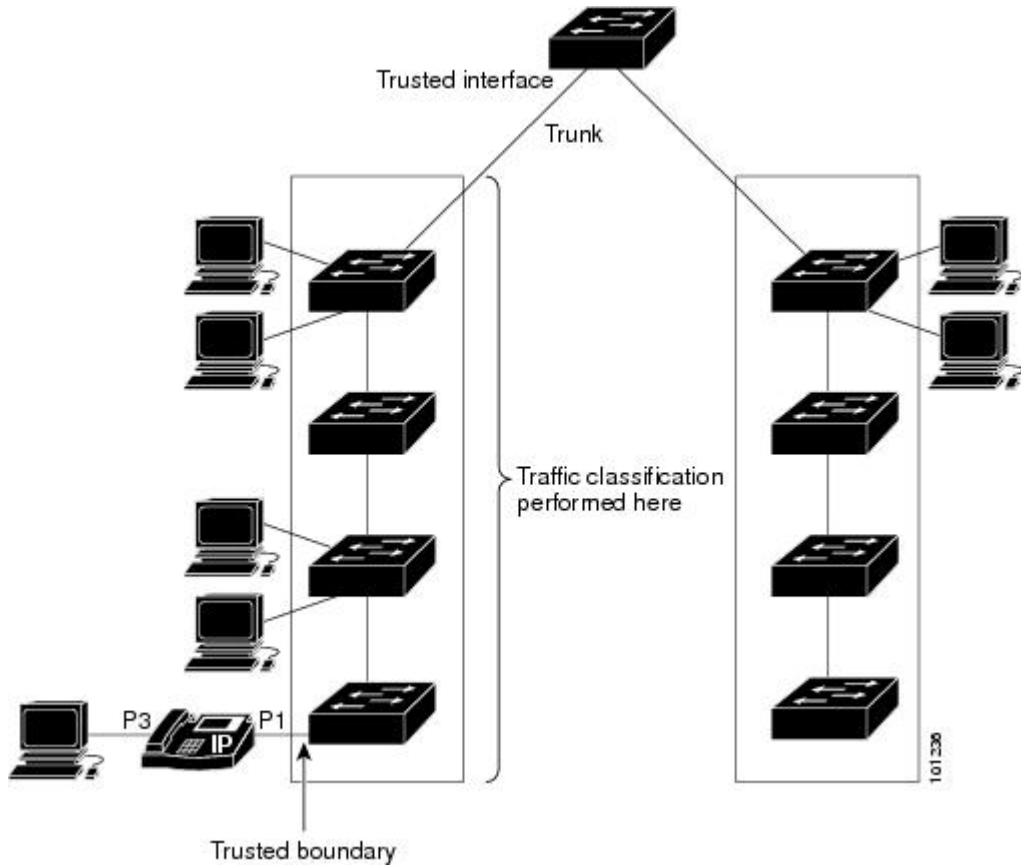 Trusted interface
Trunk
Traffic classification
performed here
P3
IP
P1
101236
Trusted boundary